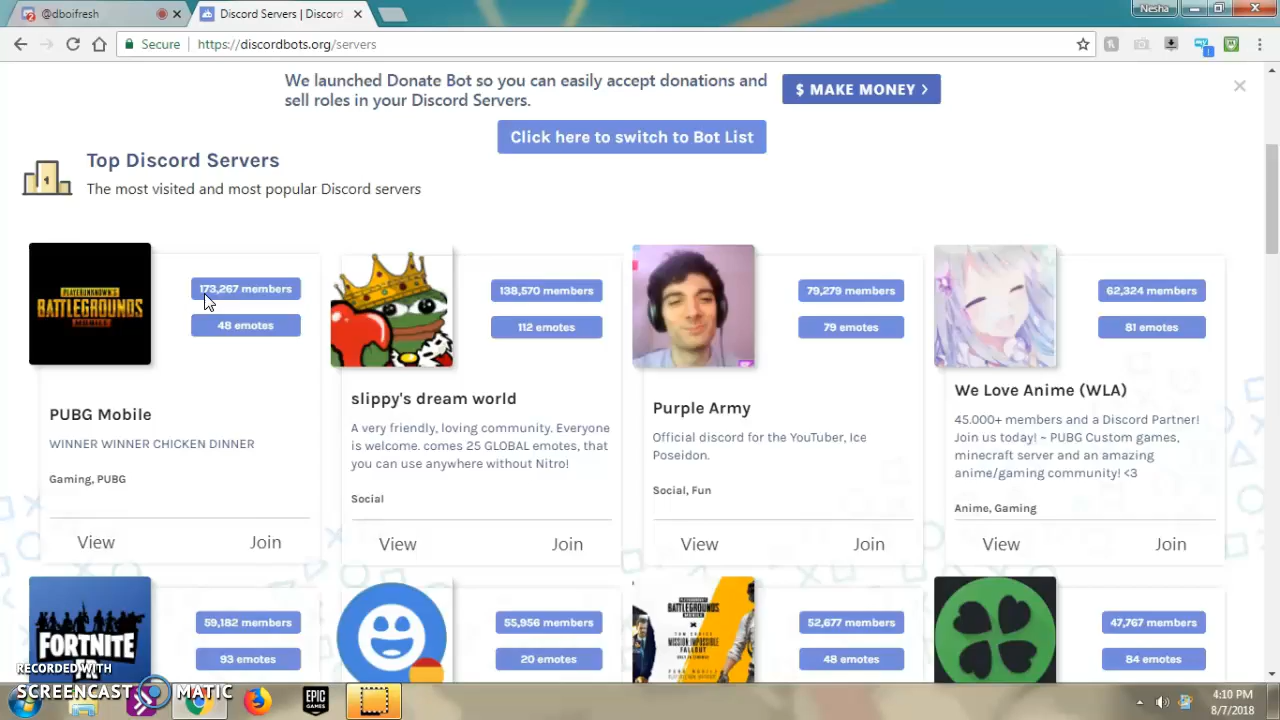 @dboifresh
Discord Servers | Discord
Nesha
Secure
https://discordbots.org/servers
We launched Donate Bot so you can easily accept donations and
sell roles in your Discord Servers.
$ MAKE MONEY >
Click here to switch to Bot List
Top Discord Servers
The most visited and most popular Discord servers
PLAYERUNKNOWN'S
BATTLEGROUNDS
MOBILE
173,267 members
48 emotes
PUBG Mobile
WINNER WINNER CHICKEN DINNER
Gaming, PUBG
View
Join
138,570 members
112 emotes
slippy's dream world
A very friendly, loving community. Everyone
is welcome. comes 25 GLOBAL emotes, that
you can use anywhere without Nitro!
Social
View
Join
79,279 members
79 emotes
Purple Army
Official discord for the YouTuber, Ice
Poseidon.
Social, Fun
View
Join
62,324 members
81 emotes
We Love Anime (WLA)
45.000+ members and a Discord Partner!
Join us today! ~ PUBG Custom games,
minecraft server and an amazing
anime/gaming community! <3
Anime, Gaming
View
Join
FORTNITE
59,182 members
93 emotes
55,956 members
20 emotes
BATTLEGROUNDS
MISSION IMPOSSIBLE
FALLOUT
52,677 members
48 emotes
47,767 members
84 emotes
RECORDED WITH
SCREENCAST MATIC
EPIC
GAMES
4:10 PM
8/7/2018